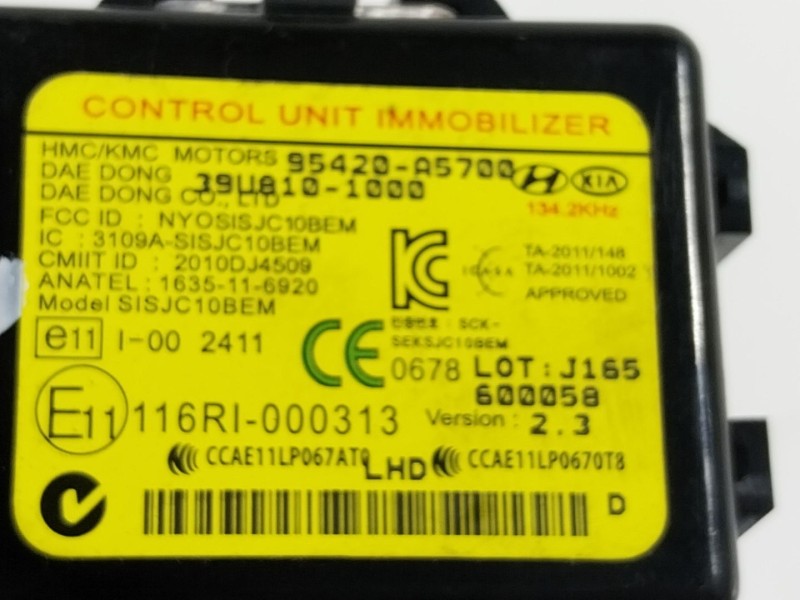 CONTROL UNIT IMMOBILIZER
HMC/KMC MOTORS 95420-A5700
DAE DONG 39U810-1000
DAE DONG CO., LTD
KIA
134.2KHz
FCC ID : NYOSISJC10BEM
IC : 3109A-SISJC10BEM
CMIIT ID : 2010DJ4509
ANATEL : 1635-11-6920
Model SISJC10BEM
ICASA
TA-2011/148
TA-2011/1002
APPROVED
SCK-
SEKSJC10BEM
e11 I-00 2411
CE 0678 LOT: J165
600058
E11 116RI-000313 Version : 2.3
CCAE11LP067AT0 LHD CCAE11LP0670T8
D